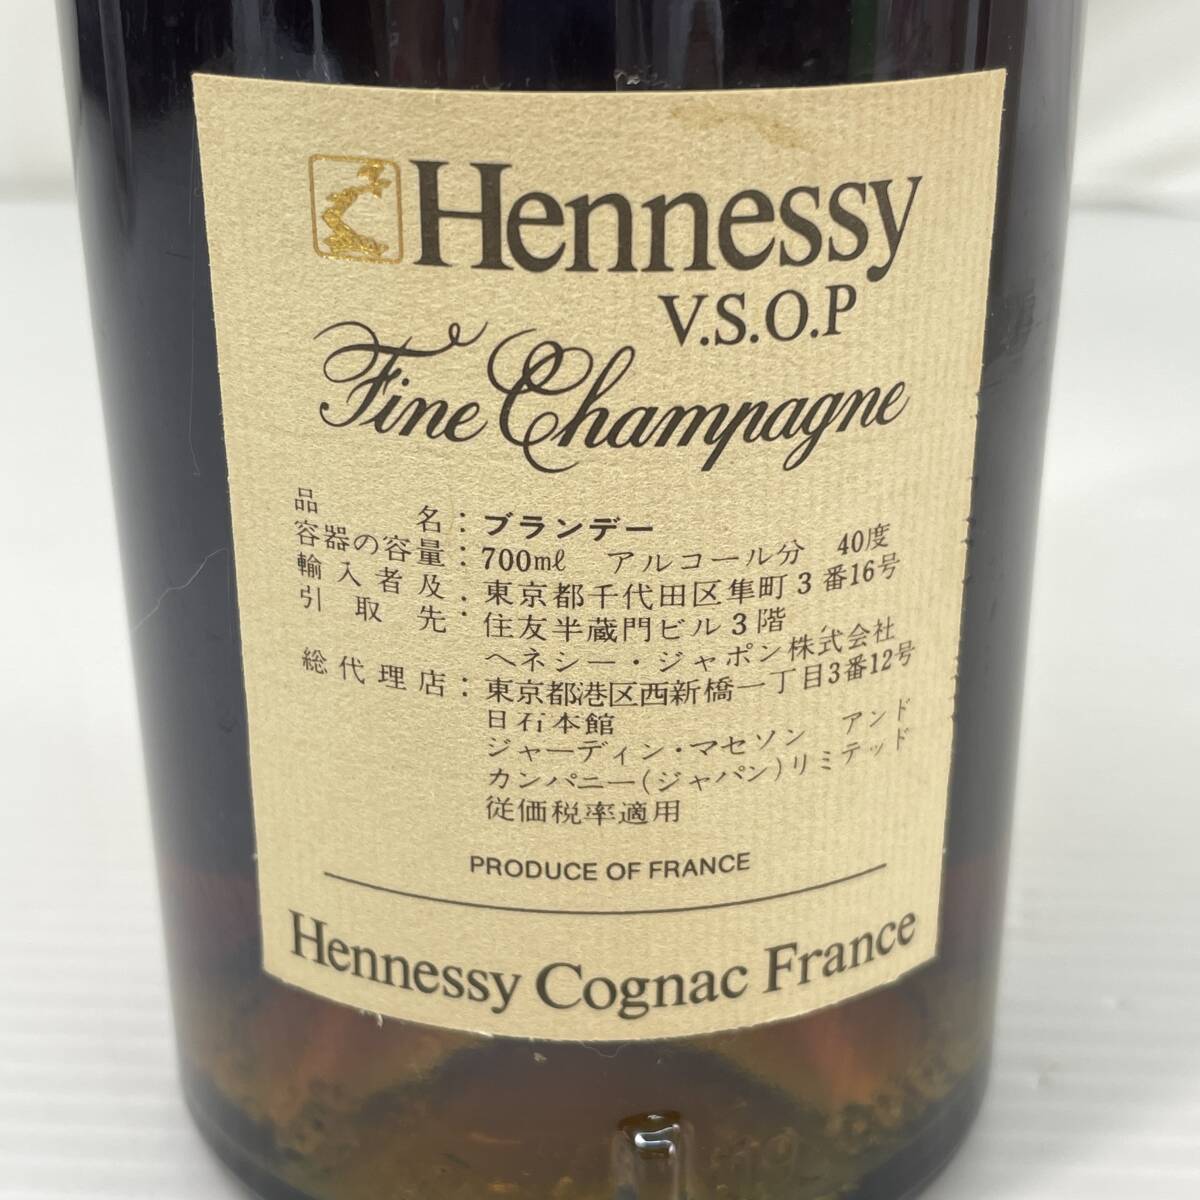 Hennessy
V.S.O.P
Fine Champagne
品名：ブランデー
容器の容量：700mℓ アルコール分 40度
輸入者及び引取先：東京都千代田区隼町3番16号
住友半蔵門ビル3階
ヘネシー・ジャポン株式会社
総代理店：東京都港区西新橋一丁目3番12号
日石本館
ジャーディン・マセソン アンド
カンパニー(ジャパン)リミテッド
従価税率適用
PRODUCE OF FRANCE
Hennessy Cognac France